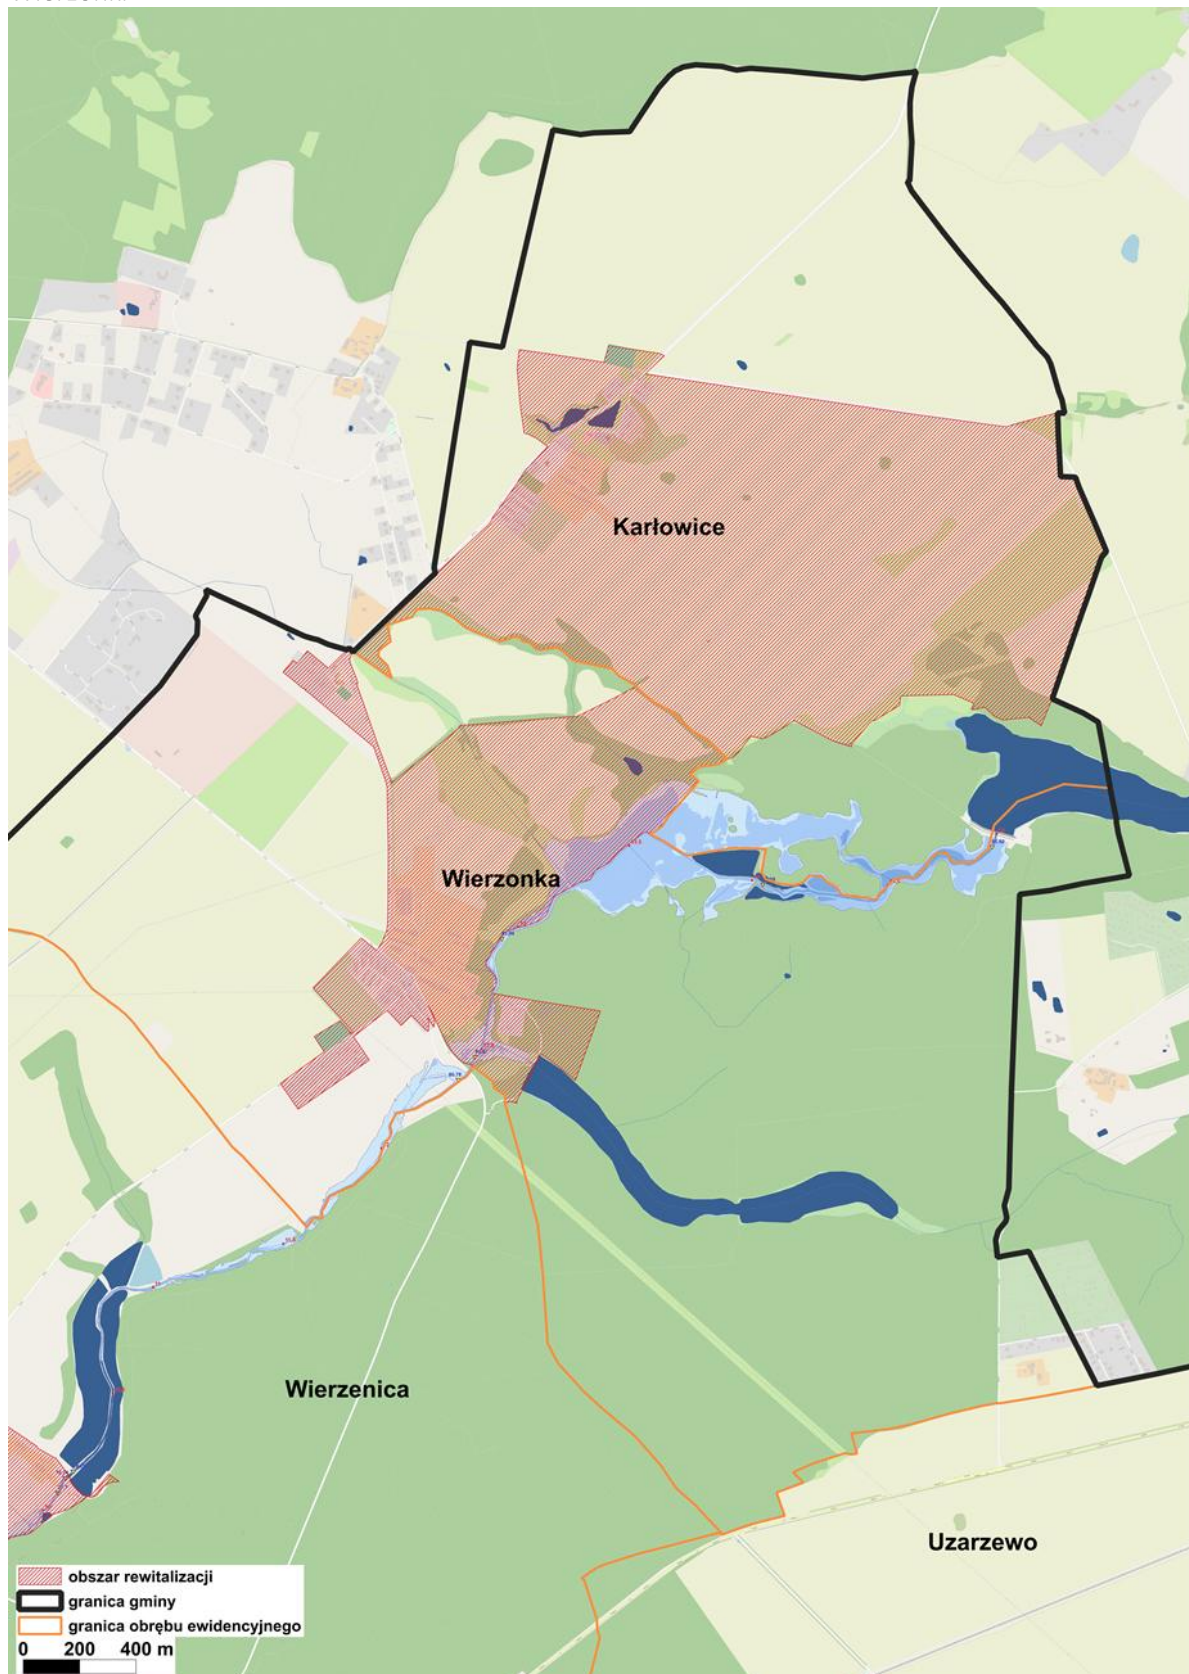 Karłowice
Wierzonka
Wierzenica
Uzarzewo
obszar rewitalizacji
granica gminy
granica obrębu ewidencyjnego
0 200 400 m